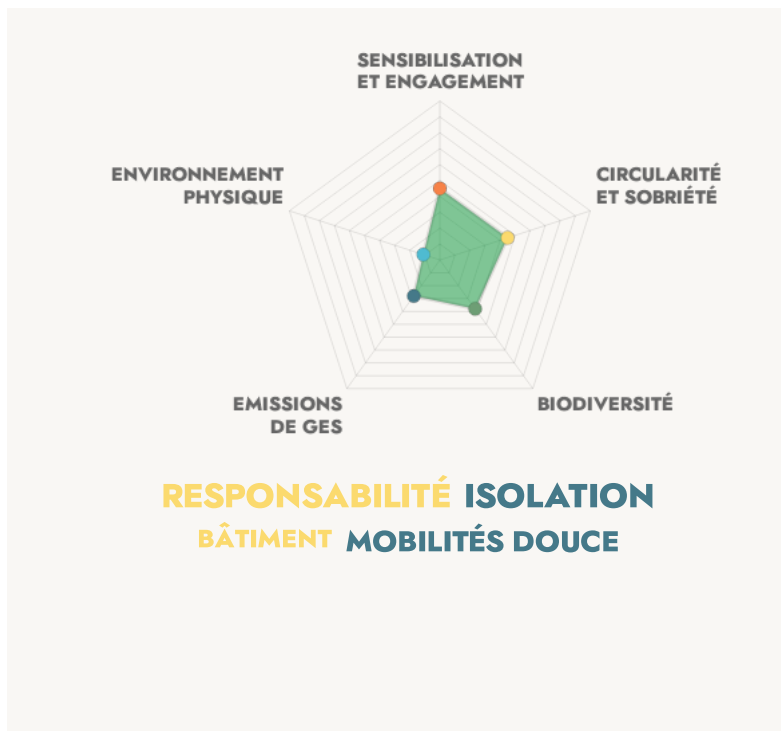 SENSIBILISATION
ET ENGAGEMENT
ENVIRONNEMENT
PHYSIQUE
CIRCULARITÉ
ET SOBRIÉTÉ
EMISSIONS
DE GES
BIODIVERSITÉ
RESPONSABILITÉ ISOLATION
BÂTIMENT MOBILITÉS DOUCE